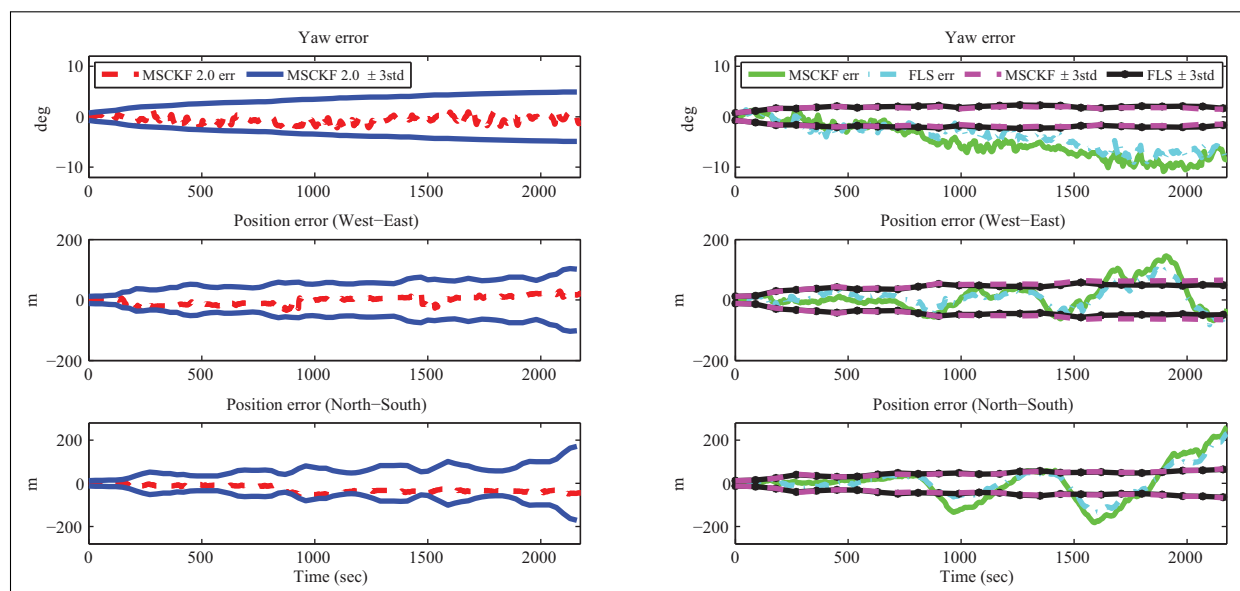 Yaw error
MSCKF 2.0 err MSCKF 2.0 ± 3std
10
0
−10
deg
0 500 1000 1500 2000
Position error (West−East)
200
0
−200
m
0 500 1000 1500 2000
Position error (North−South)
200
0
−200
m
0 500 1000 1500 2000
Time (sec)
Yaw error
MSCKF err FLS err MSCKF ± 3std FLS ± 3std
10
0
−10
deg
0 500 1000 1500 2000
Position error (West−East)
200
0
−200
m
0 500 1000 1500 2000
Position error (North−South)
200
0
−200
m
0 500 1000 1500 2000
Time (sec)